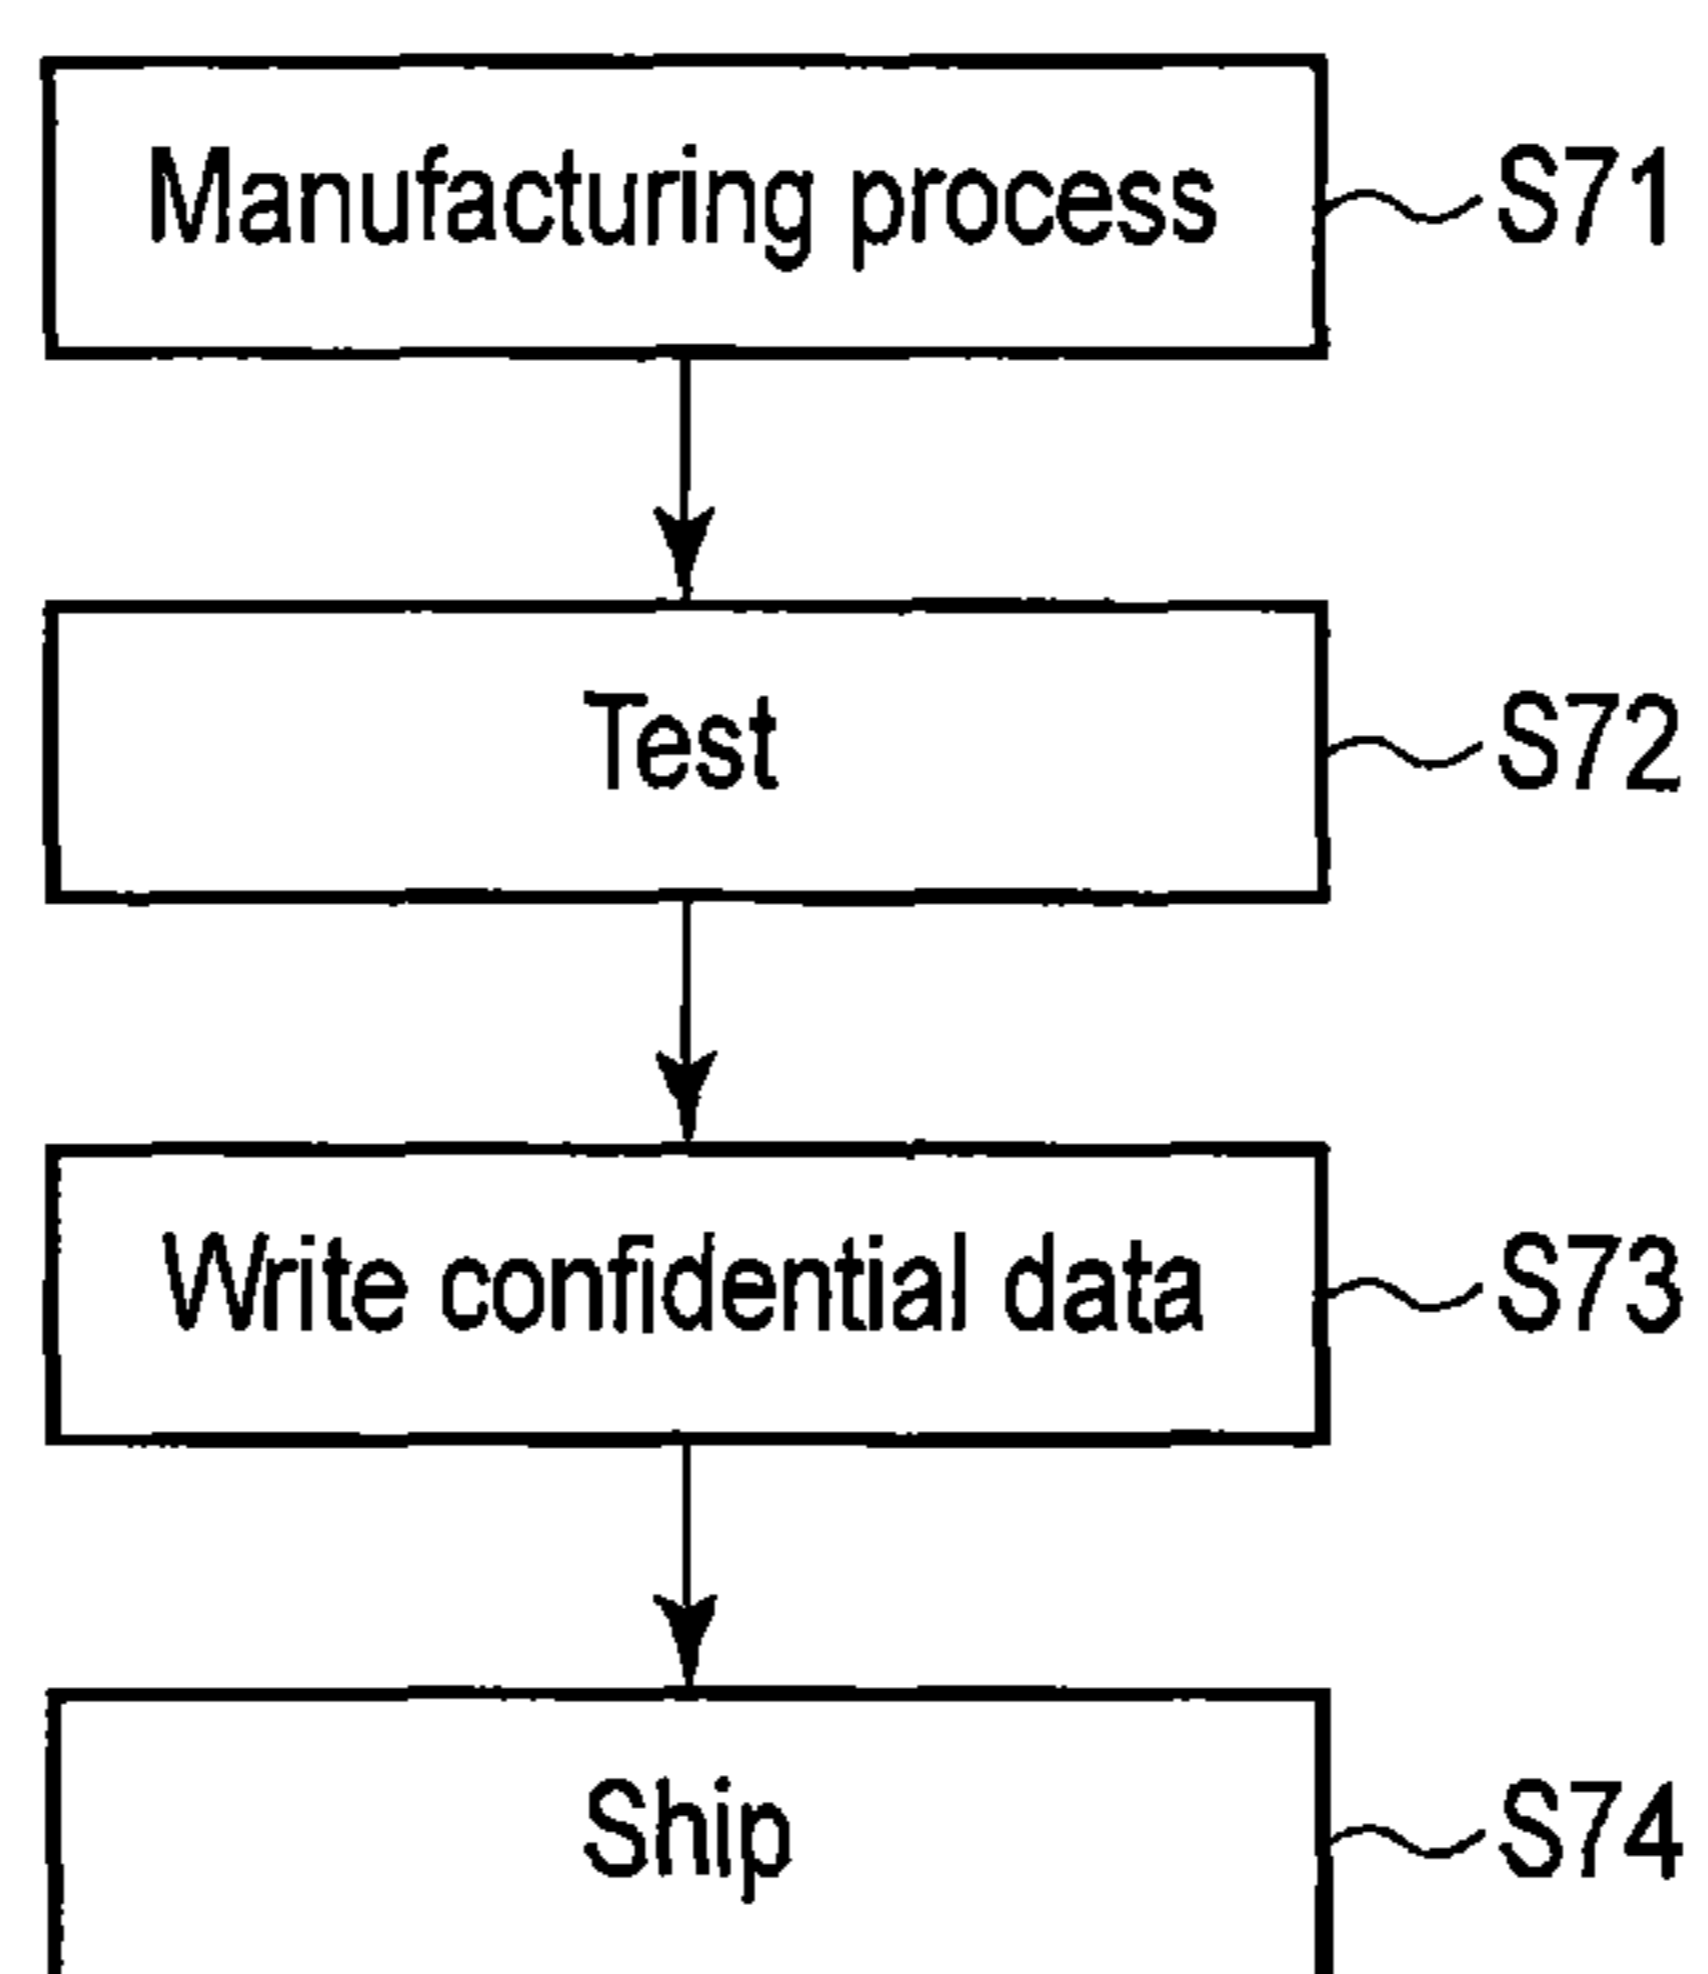 Manufacturing process S71
Test S72
Write confidential data S73
Ship S74